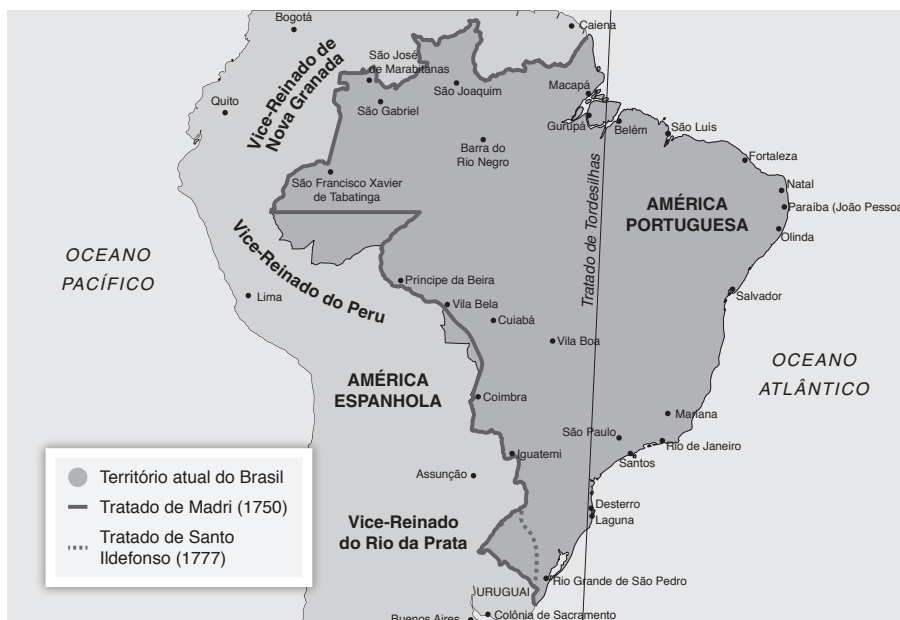 Bogotá
Caiena
Vice-Reinado de
Nova Granada
São José
de Marabitanas
São Joaquim
Macapá
Quito
São Gabriel
Gurupá
Belém
São Luís
Barra do
Rio Negro
Fortaleza
São Francisco Xavier
de Tabatinga
Natal
AMÉRICA
PORTUGUESA
Paraíba (João Pessoa
Olinda
Tratado de Tordesilhas
OCEANO
PACÍFICO
Vice-Reinado do Peru
Príncipe da Beira
Lima
Vila Bela
Salvador
Cuiabá
Vila Boa
OCEANO
ATLÂNTICO
AMÉRICA
ESPANHOLA
Coimbra
Mariana
São Paulo
Rio de Janeiro
Iguatemi
Santos
Assunção
Território atual do Brasil
Tratado de Madri (1750)
Tratado de Santo
Ildefonso (1777)
Desterro
Laguna
Vice-Reinado
do Rio da Prata
Rio Grande de São Pedro
URUGUAI
Colônia de Sacramento
Buenos Aires